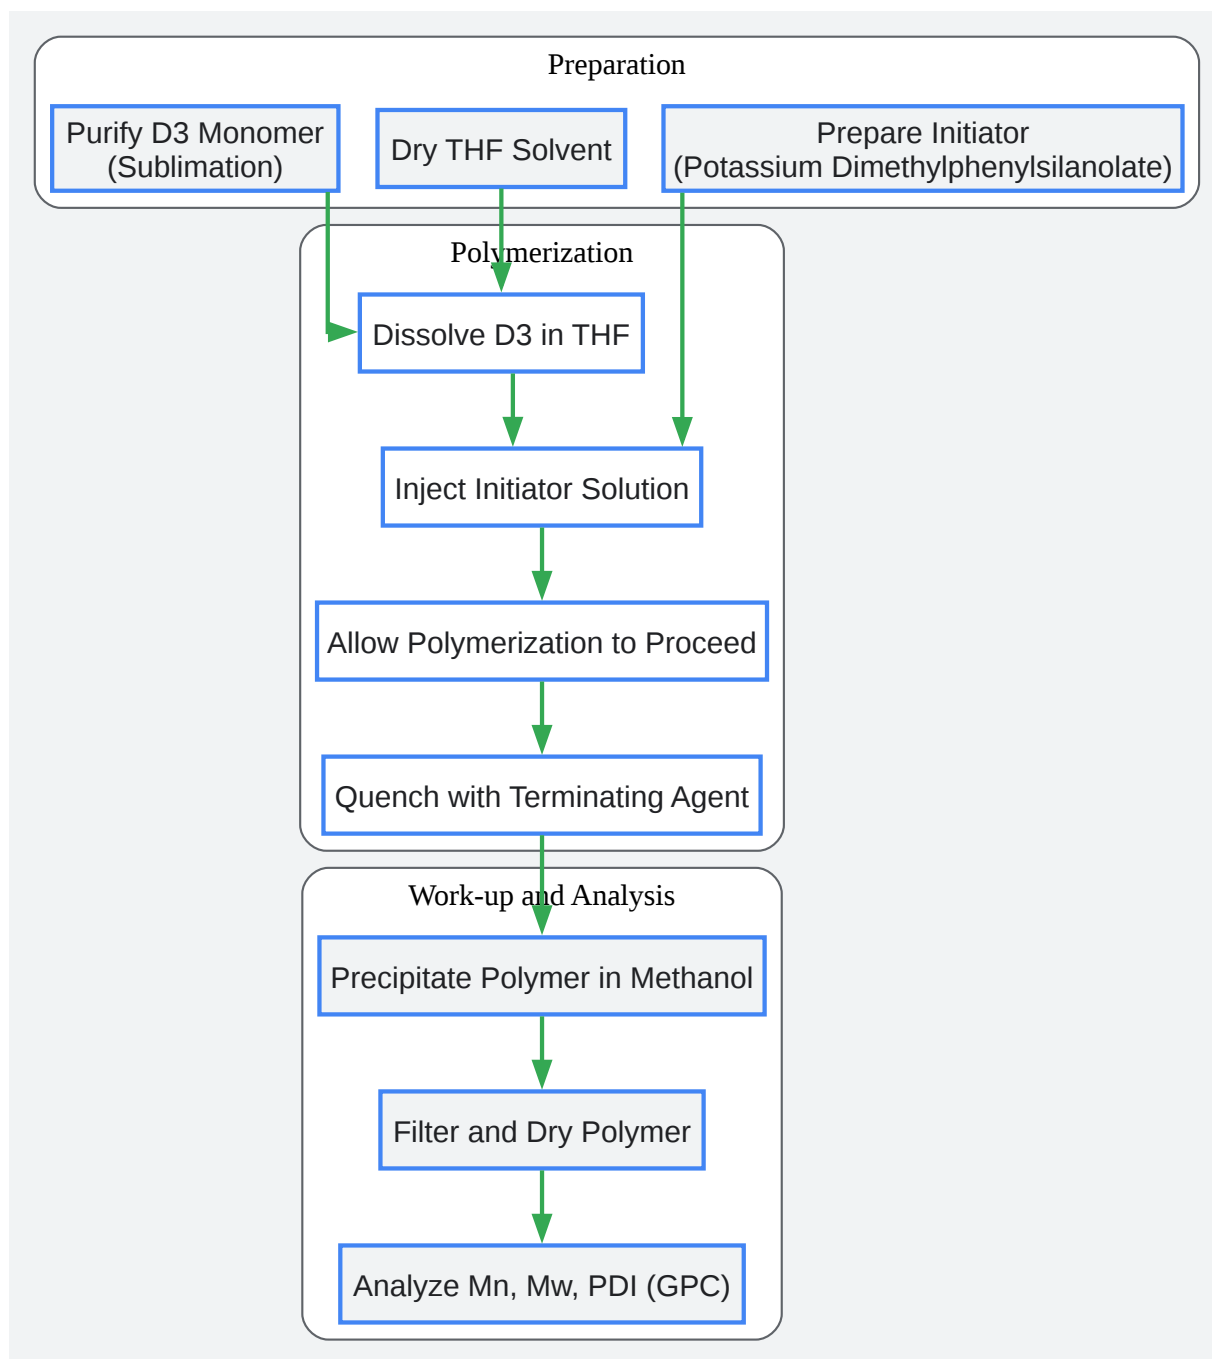 Preparation
Purify D3 Monomer
(Sublimation)
Dry THF Solvent
Prepare Initiator
(Potassium Dimethylphenylsilanolate)
Polymerization
Dissolve D3 in THF
Inject Initiator Solution
Allow Polymerization to Proceed
Quench with Terminating Agent
Work-up and Analysis
Precipitate Polymer in Methanol
Filter and Dry Polymer
Analyze Mn, Mw, PDI (GPC)